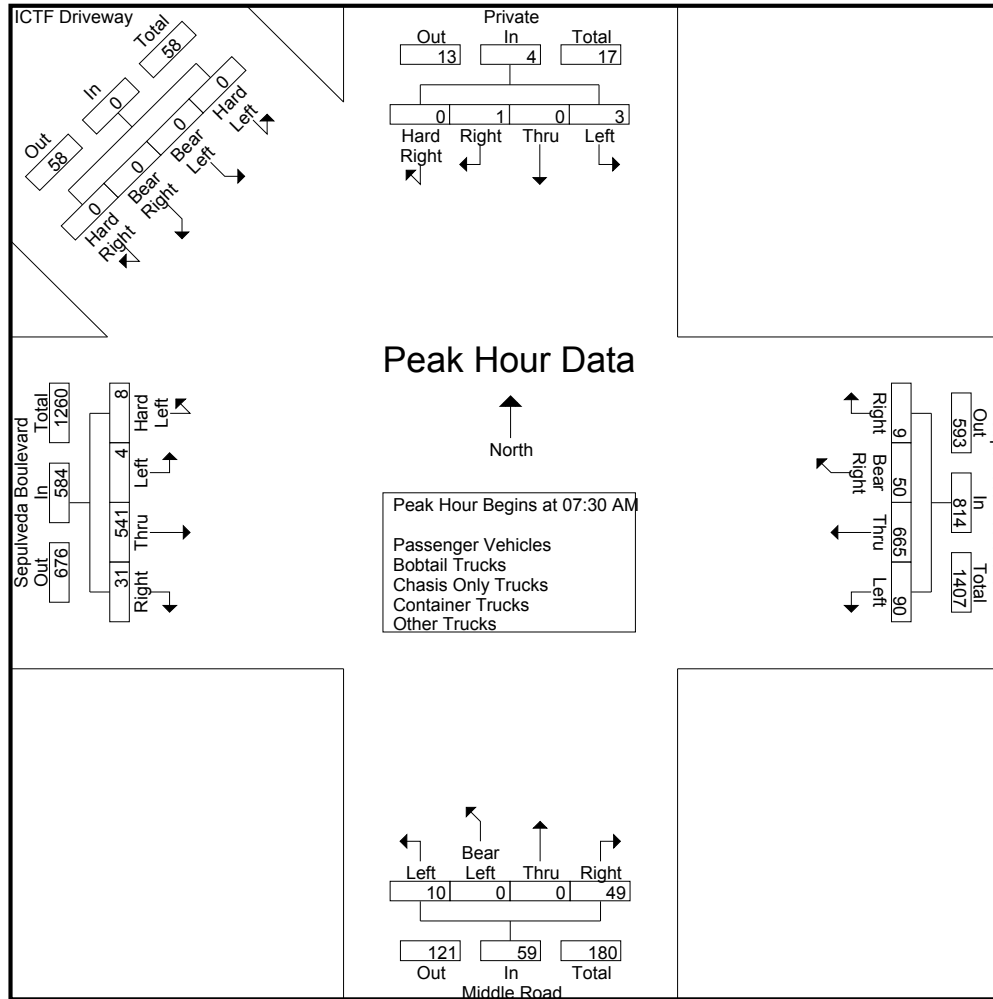 ICTF Driveway
Total
58
In
0
Out
58
0
0
0
0
Hard
Left
Bear
Left
Bear
Right
Hard
Right
Private
Out In Total
13 4 17
0 1 0 3
Hard
Right
Right Thru Left
Peak Hour Data
North
Peak Hour Begins at 07:30 AM
Passenger Vehicles
Bobtail Trucks
Chasis Only Trucks
Container Trucks
Other Trucks
Sepulveda Boulevard
Out In Total
676 584 1260
31 541 4 8
Right Thru Left Hard
Left
Out In Total
593 814 1407
9 50 665 90
Right Bear
Right
Thru Left
Left Bear
Left
Thru Right
10 0 0 49
121 59 180
Out In Total
Middle Road